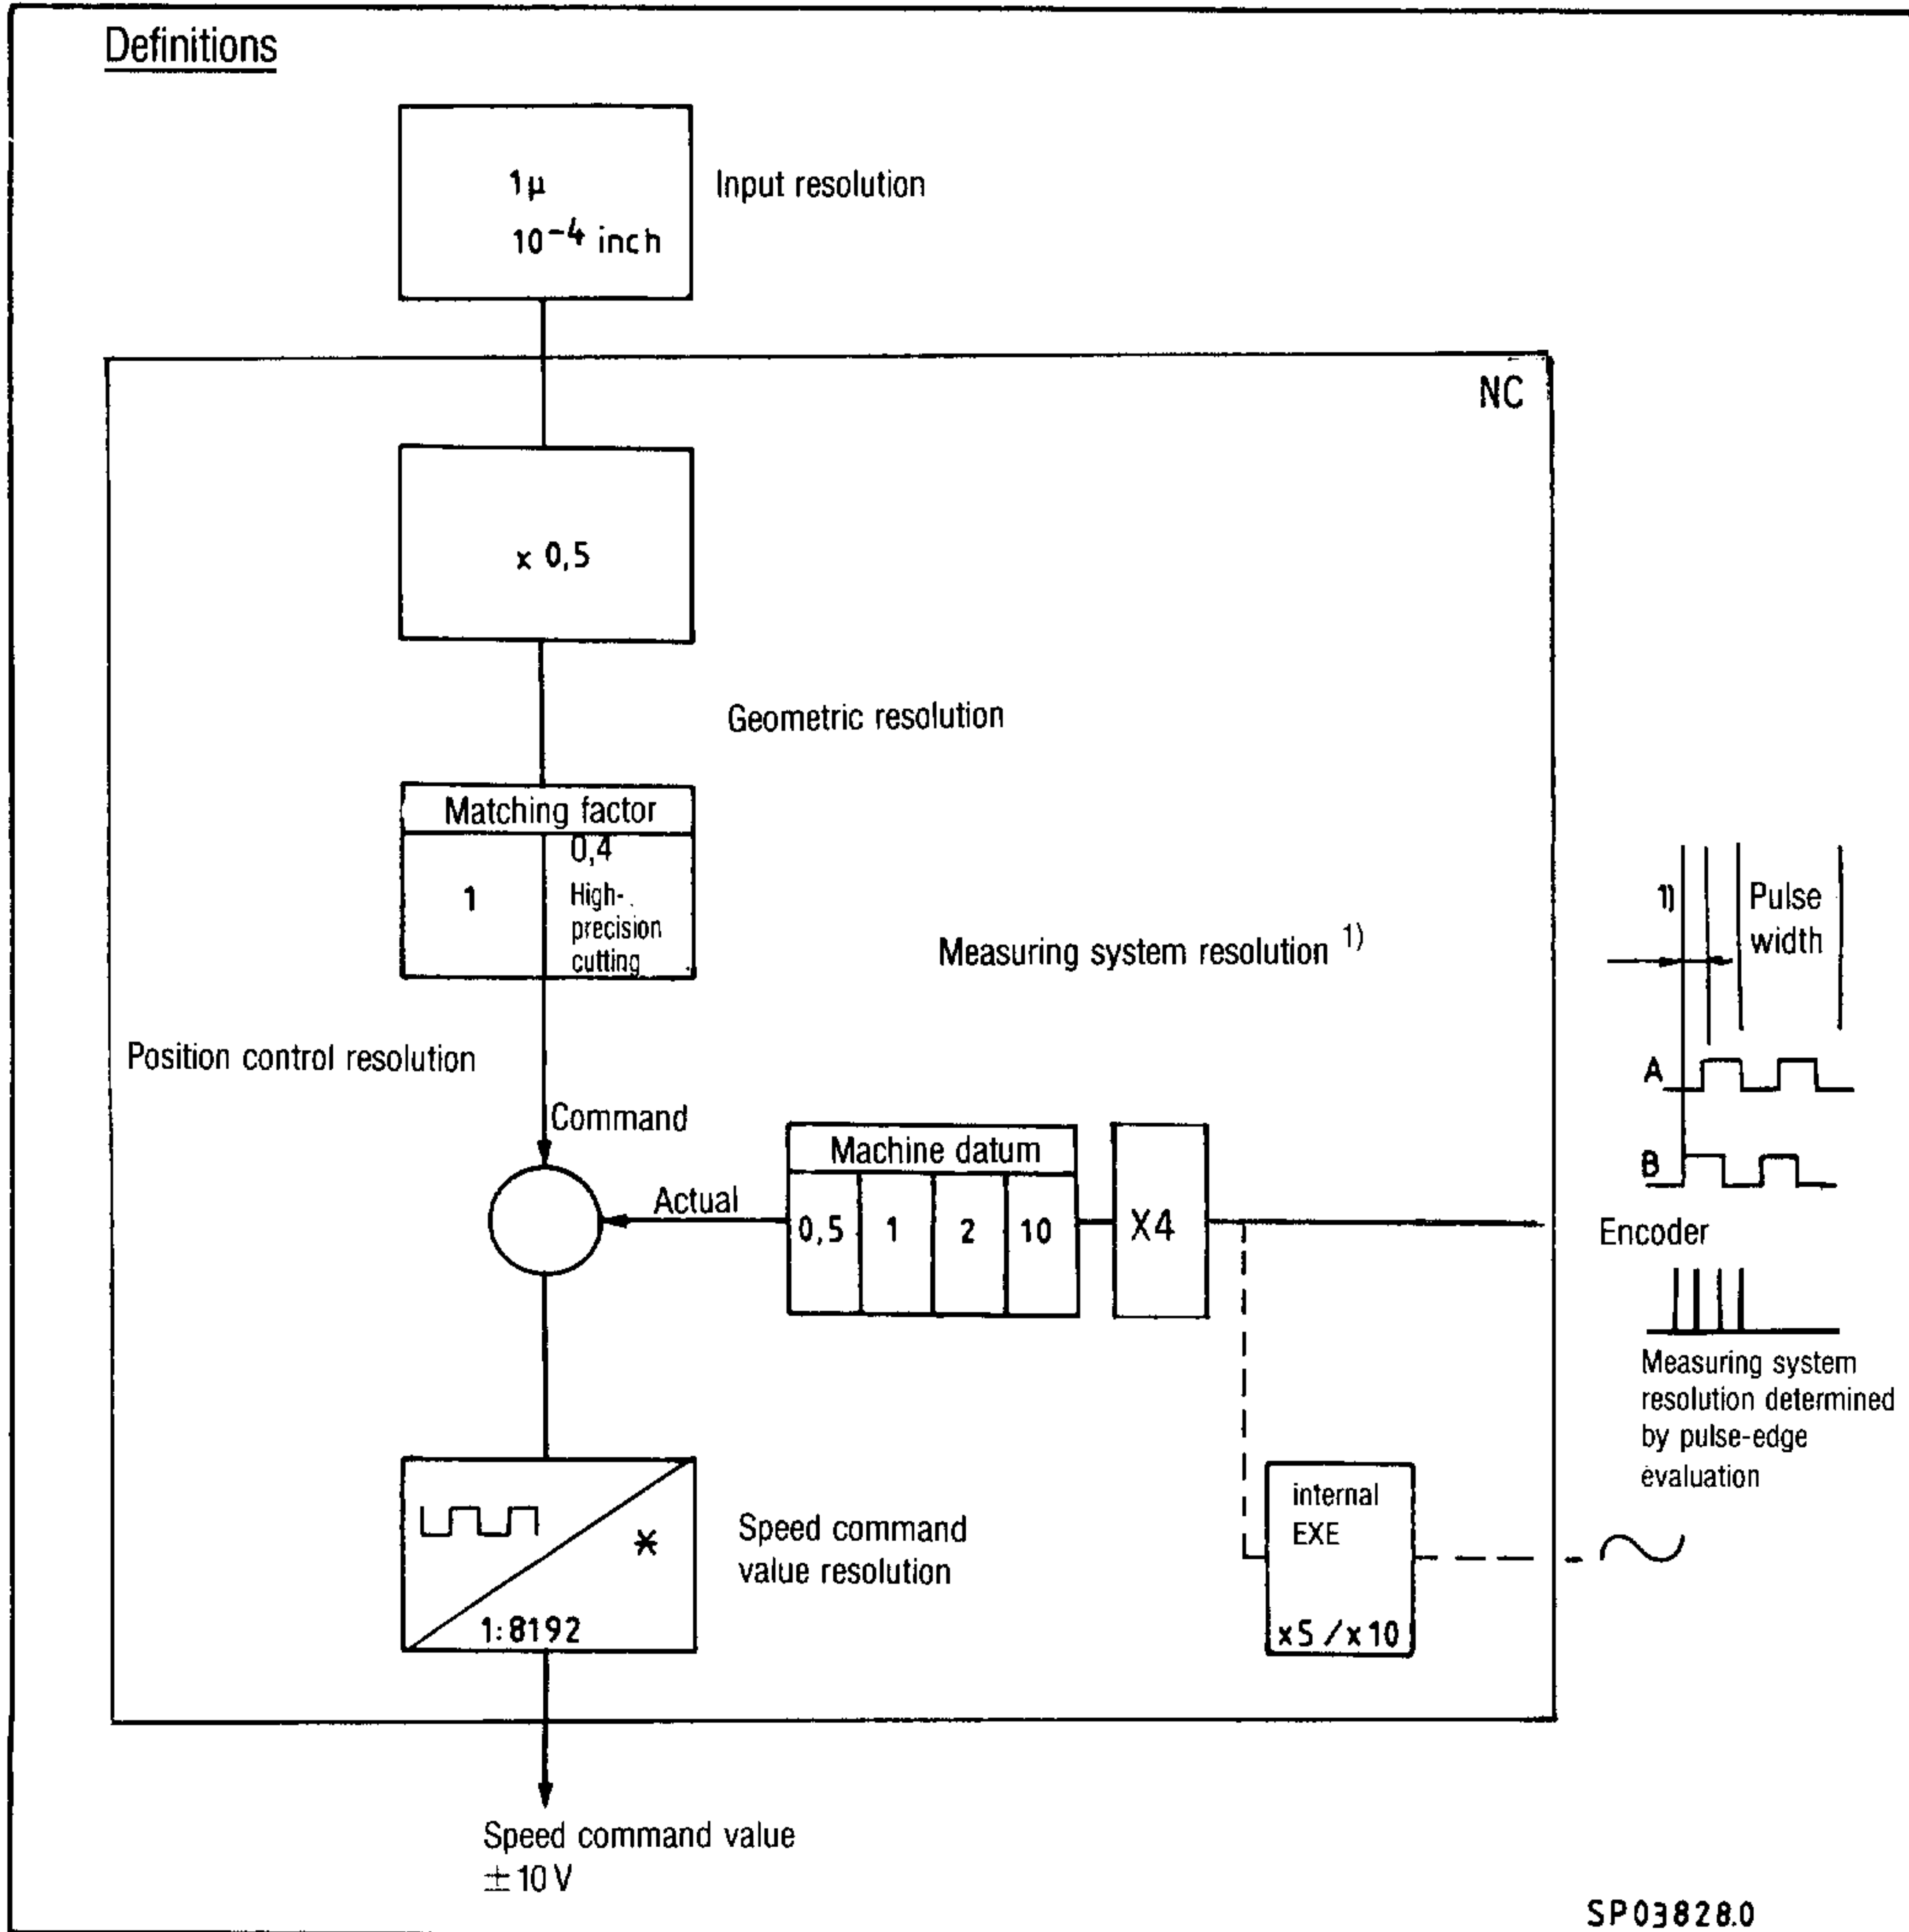 Definitions
1µ
10⁻⁴ inch
Input resolution
NC
x 0,5
Geometric resolution
Matching factor
1
0,4
High-
precision
cutting
Measuring system resolution ¹⁾
1)
Pulse
width
Position control resolution
A
Command
B
Machine datum
Actual
0,5
1
2
10
X4
Encoder
Measuring system
resolution determined
by pulse-edge
evaluation
internal
EXE
x5/x10
*
1:8192
Speed command
value resolution
Speed command value
±10V
SP03828.0